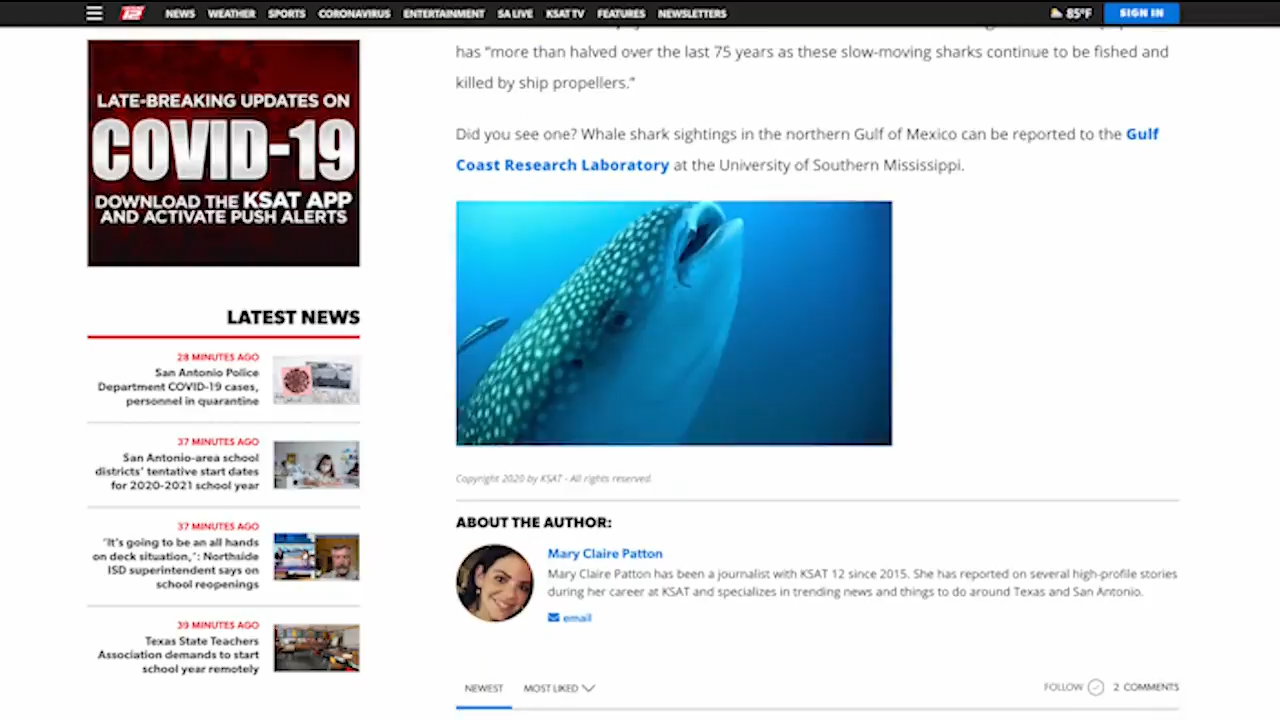 NEWS WEATHER SPORTS CORONAVIRUS ENTERTAINMENT SA LIVE KSAT TV FEATURES NEWSLETTERS 85°F SIGN IN
LATE-BREAKING UPDATES ON
COVID-19
DOWNLOAD THE KSAT APP
AND ACTIVATE PUSH ALERTS
LATEST NEWS
28 MINUTES AGO
San Antonio Police
Department COVID-19 cases,
personnel in quarantine
37 MINUTES AGO
San Antonio-area school
districts' tentative start dates
for 2020-2021 school year
37 MINUTES AGO
"It's going to be an all hands
on deck situation,": Northside
ISD superintendent says on
school reopenings
39 MINUTES AGO
Texas State Teachers
Association demands to start
school year remotely
has "more than halved over the last 75 years as these slow-moving sharks continue to be fished and
killed by ship propellers."
Did you see one? Whale shark sightings in the northern Gulf of Mexico can be reported to the Gulf
Coast Research Laboratory at the University of Southern Mississippi.
Copyright 2020 by KSAT - All rights reserved.
ABOUT THE AUTHOR:
Mary Claire Patton
Mary Claire Patton has been a journalist with KSAT 12 since 2015. She has reported on several high-profile stories
during her career at KSAT and specializes in trending news and things to do around Texas and San Antonio.
email
NEWEST MOST LIKED FOLLOW 2 COMMENTS